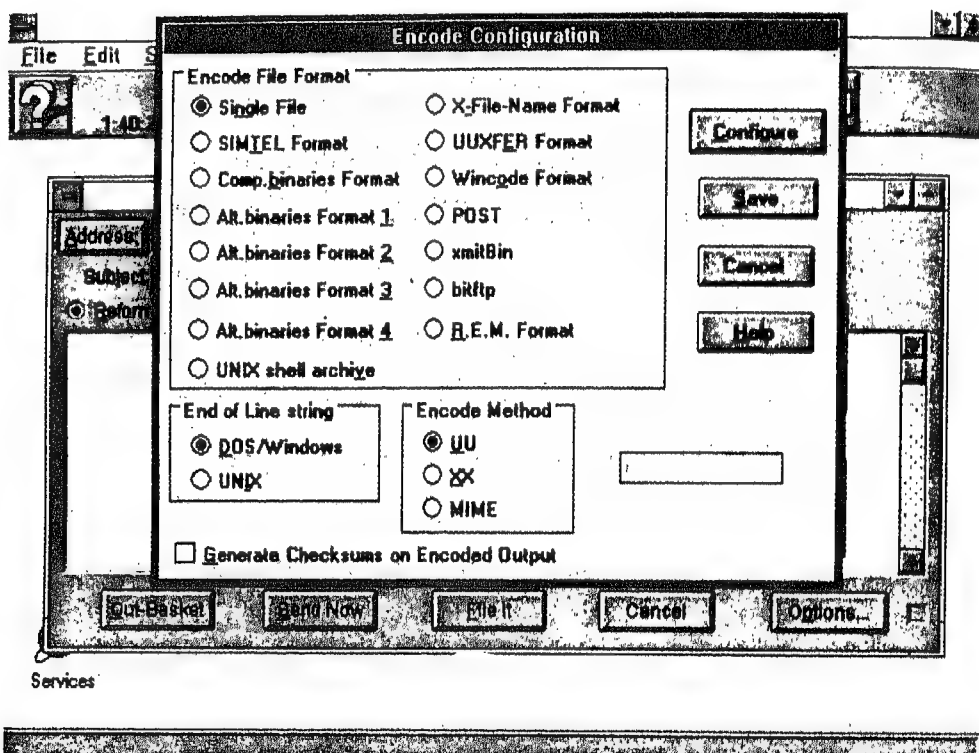 Encode Configuration
File Edit S
1:40
Encode File Format
Single File
SIMTEL Format
Comp.binaries Format
Alt.binaries Format 1
Alt.binaries Format 2
Alt.binaries Format 3
Alt.binaries Format 4
UNIX shell archive
X-File-Name Format
UUXFER Format
Wincode Format
POST
xmitBin
bitftp
R.E.M. Format
Configure
Save
Cancel
Help
Address:
Subject
Reform
End of Line string
DOS/Windows
UNIX
Encode Method
UU
XX
MIME
Generate Checksums on Encoded Output
Out-Basket Send Now File It Cancel Options...
Services